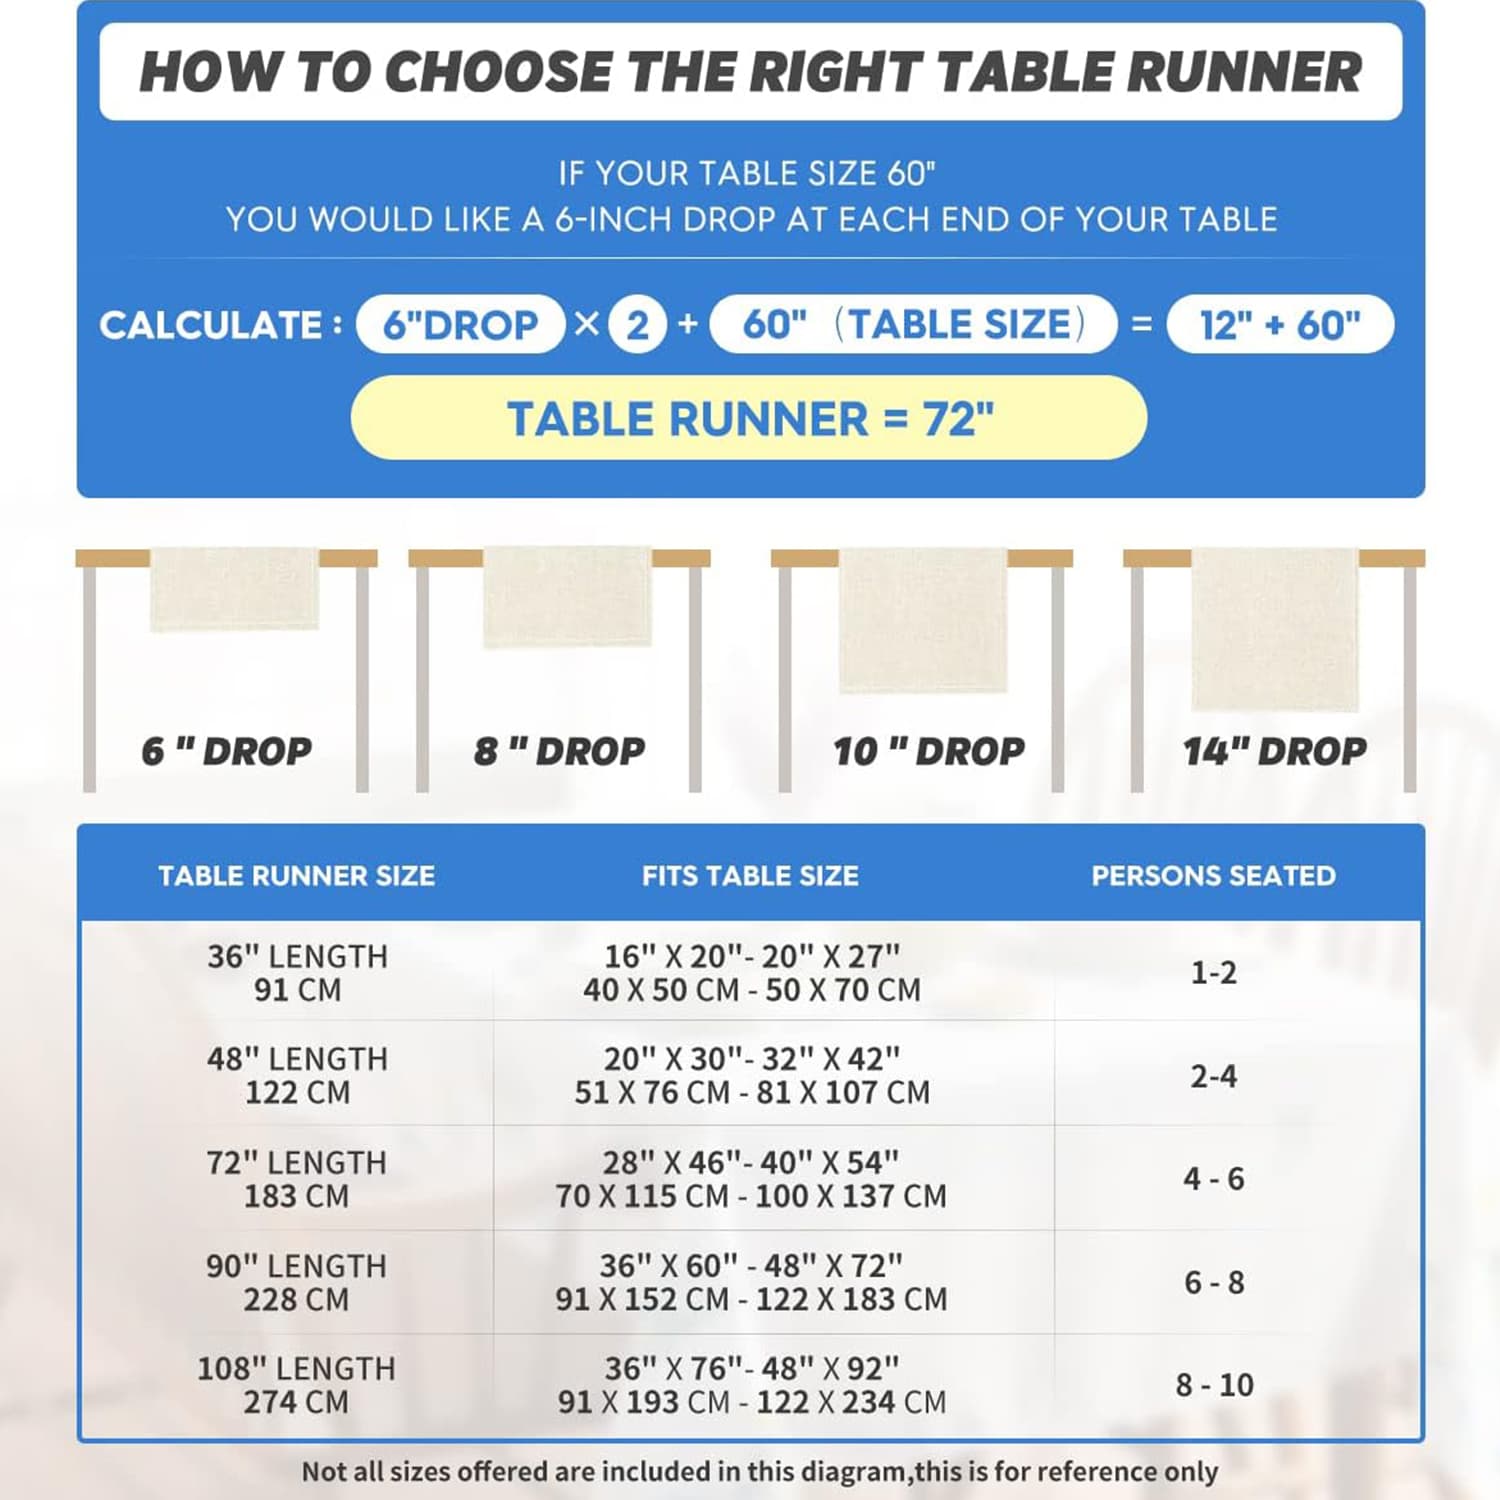 HOW TO CHOOSE THE RIGHT TABLE RUNNER
IF YOUR TABLE SIZE 60"
YOU WOULD LIKE A 6-INCH DROP AT EACH END OF YOUR TABLE
CALCULATE : 6"DROP × 2 + 60" (TABLE SIZE) = 12" + 60"
TABLE RUNNER = 72"
6 " DROP
8 " DROP
10 " DROP
14" DROP
TABLE RUNNER SIZE FITS TABLE SIZE PERSONS SEATED
36" LENGTH 16" X 20"- 20" X 27" 1-2
91 CM 40 X 50 CM - 50 X 70 CM
48" LENGTH 20" X 30"- 32" X 42" 2-4
122 CM 51 X 76 CM - 81 X 107 CM
72" LENGTH 28" X 46"- 40" X 54" 4 - 6
183 CM 70 X 115 CM - 100 X 137 CM
90" LENGTH 36" X 60" - 48" X 72" 6 - 8
228 CM 91 X 152 CM - 122 X 183 CM
108" LENGTH 36" X 76"- 48" X 92" 8 - 10
274 CM 91 X 193 CM - 122 X 234 CM
Not all sizes offered are included in this diagram,this is for reference only